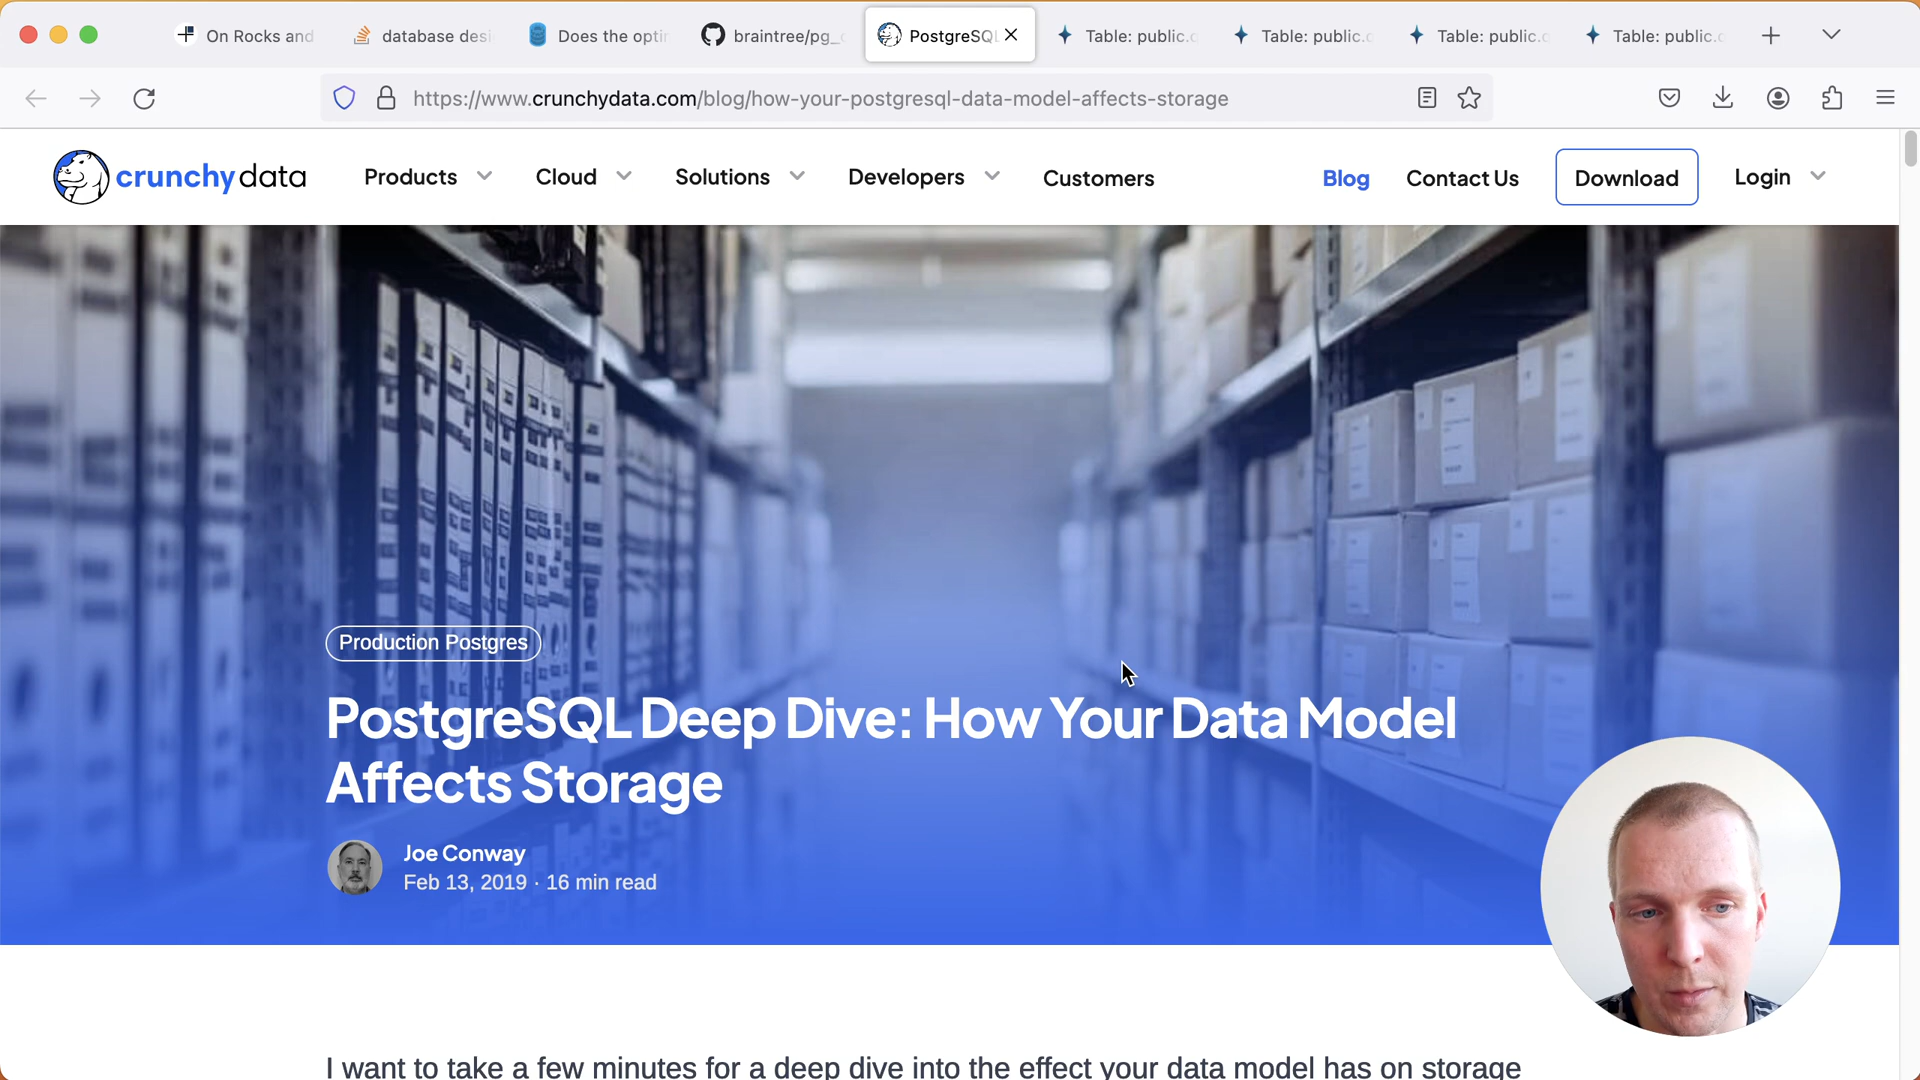 On Rocks and
database desi
Does the opti
braintree/pg_
PostgreSQL
Table: public.c
Table: public.c
Table: public.c
Table: public.c
https://www.crunchydata.com/blog/how-your-postgresql-data-model-affects-storage
crunchydata
Products
Cloud
Solutions
Developers
Customers
Blog
Contact Us
Download
Login
Production Postgres
PostgreSQL Deep Dive: How Your Data Model
Affects Storage
Joe Conway
Feb 13, 2019 · 16 min read
I want to take a few minutes for a deep dive into the effect your data model has on storage